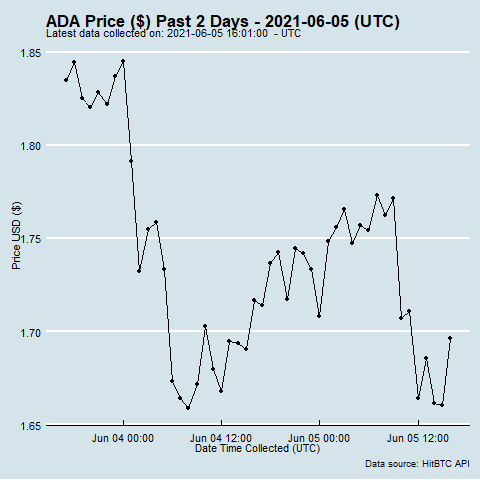 ADA Price ($) Past 2 Days - 2021-06-05 (UTC)
Latest data collected on: 2021-06-05 16:01:00 - UTC
1.85
1.80
1.75
1.70
1.65
Price USD ($)
Jun 04 00:00 Jun 04 12:00 Jun 05 00:00 Jun 05 12:00
Date Time Collected (UTC)
Data source: HitBTC API